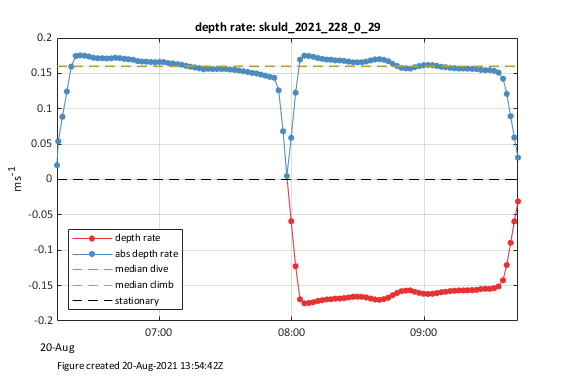 depth rate: skuld_2021_228_0_29
0.2
0.15
0.1
0.05
0
-0.05
-0.1
-0.15
-0.2
ms-1
depth rate
abs depth rate
median dive
median climb
stationary
07:00 08:00 09:00
20-Aug
Figure created 20-Aug-2021 13:54:42Z